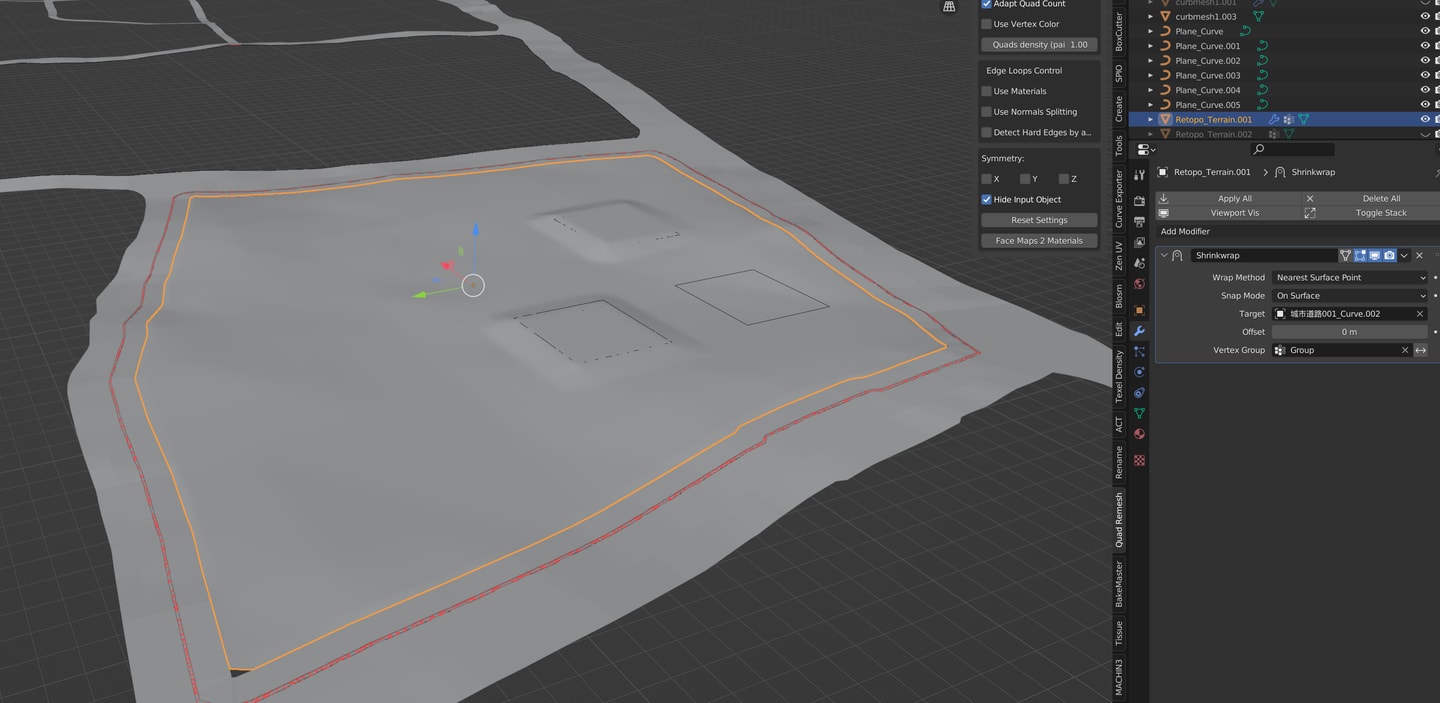 Adapt Quad Count
Use Vertex Color
Quads density (pai 1.00
Edge Loops Control
Use Materials
Use Normals Splitting
Detect Hard Edges by a...
Symmetry:
X Y Z
Hide Input Object
Reset Settings
Face Maps 2 Materials
BoxCutter
SPIO
Create
Tools
Curve Exporter
Zen UV
Blosm
Edit
Texel Density
ACT
Rename
Quad Remesh
BakeMaster
Tissue
MACHIN3
curbmesh1.001
curbmesh1.003
Plane_Curve
Plane_Curve.001
Plane_Curve.002
Plane_Curve.003
Plane_Curve.004
Plane_Curve.005
Retopo_Terrain.001
Retopo_Terrain.002
Retopo_Terrain.001 > Shrinkwrap
Apply All Delete All
Viewport Vis Toggle Stack
Add Modifier
Shrinkwrap
Wrap Method Nearest Surface Point
Snap Mode On Surface
Target 城市道路001_Curve.002
Offset 0 m
Vertex Group Group